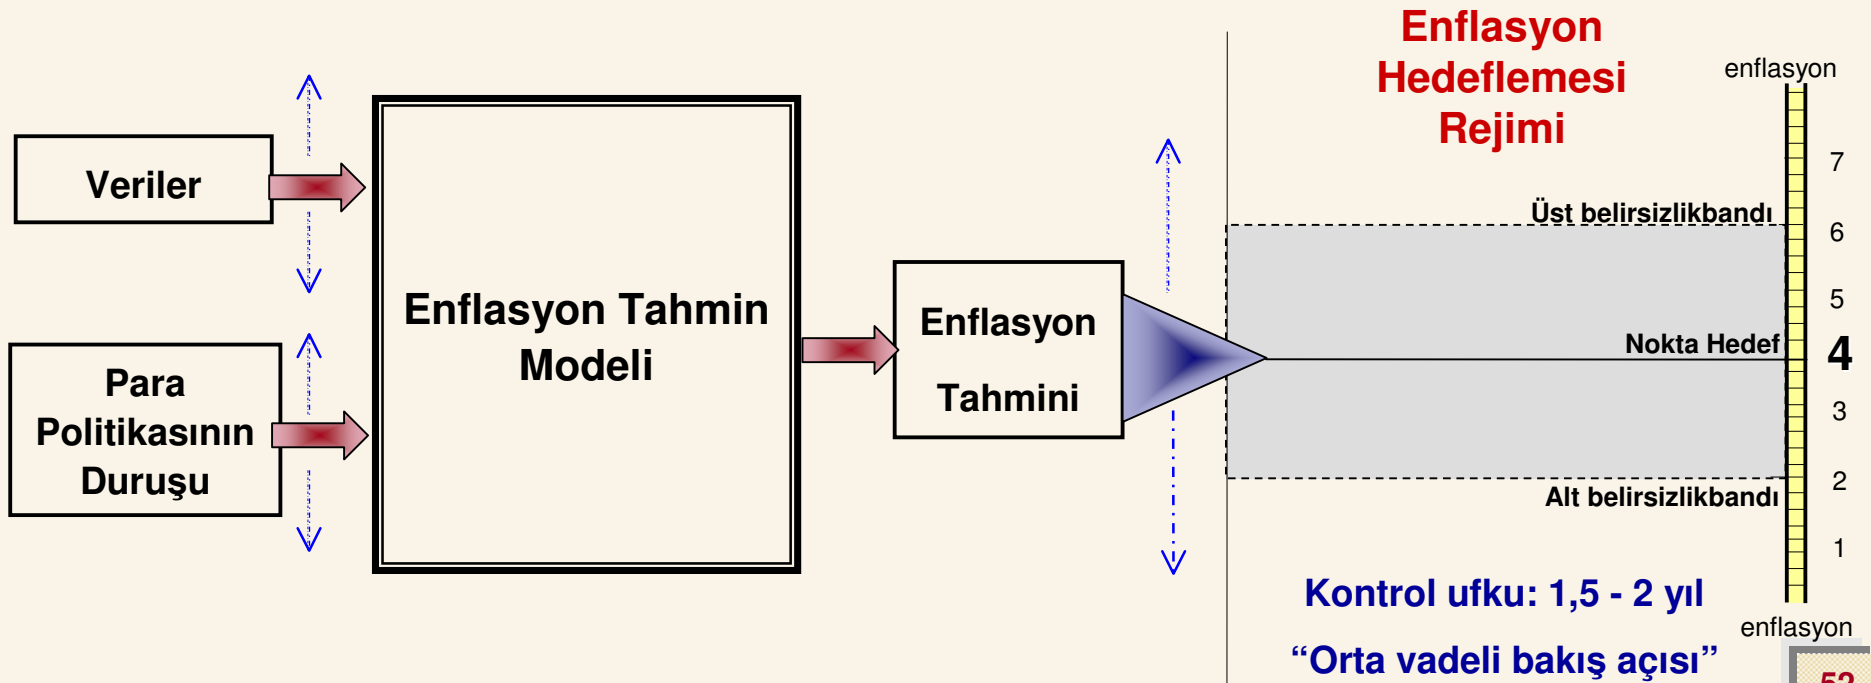 Enflasyon
Hedeflemesi
Rejimi
enflasyon
Veriler
Para
Politikasının
Duruşu
Enflasyon Tahmin
Modeli
Enflasyon
Tahmini
Üst belirsizlikbandı
Nokta Hedef
Alt belirsizlikbandı
7
6
5
4
3
2
1
enflasyon
Kontrol ufku: 1,5 - 2 yıl
“Orta vadeli bakış açısı”
52